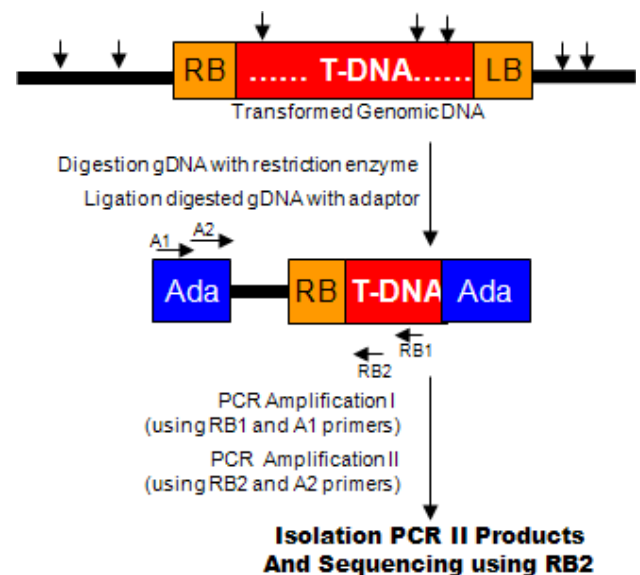 RB ...... T-DNA...... LB
Transformed Genomic DNA
Digestion gDNA with restriction enzyme
Ligation digested gDNA with adaptor
A1 A2
Ada RB T-DNA Ada
RB1
RB2
PCR Amplification I
(using RB1 and A1 primers)
PCR Amplification II
(using RB2 and A2 primers)
Isolation PCR II Products
And Sequencing using RB2